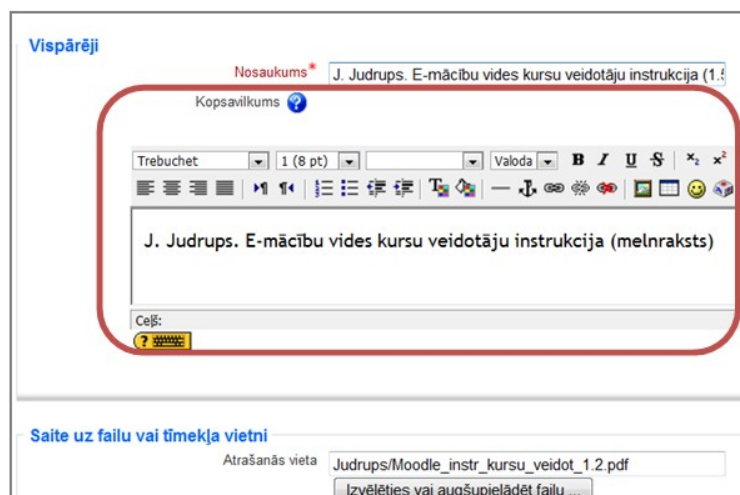 Vispārēji
Nosaukums* J. Judrups. E-mācību vides kursu veidotāju instrukcija (1.5
Kopsavilkums ?
Trebuchet 1 (8 pt) Valoda B I U S x₂ x²
J. Judrups. E-mācību vides kursu veidotāju instrukcija (melnraksts)
Ceļš:
?
Saite uz failu vai tīmekļa vietni
Atrašanās vieta Judrups/Moodle_instr_kursu_veidot_1.2.pdf
Izvēlēties vai augšupielādēt failu ...